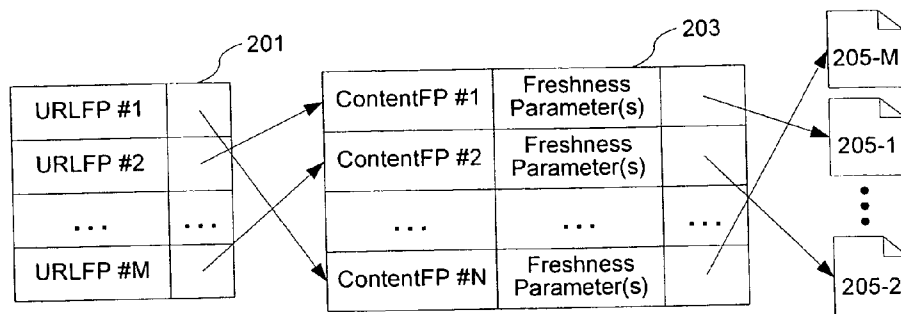 201
203
URLFP #1
URLFP #2
... ...
URLFP #M
ContentFP #1 Freshness
Parameter(s)
ContentFP #2 Freshness
Parameter(s)
... ... ...
ContentFP #N Freshness
Parameter(s)
205-M
205-1
205-2